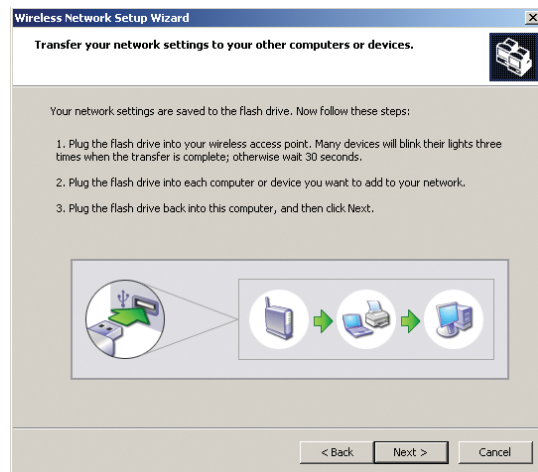 Wireless Network Setup Wizard
Transfer your network settings to your other computers or devices.
Your network settings are saved to the flash drive. Now follow these steps:
1. Plug the flash drive into your wireless access point. Many devices will blink their lights three
times when the transfer is complete; otherwise wait 30 seconds.
2. Plug the flash drive into each computer or device you want to add to your network.
3. Plug the flash drive back into this computer, and then click Next.
< Back Next > Cancel